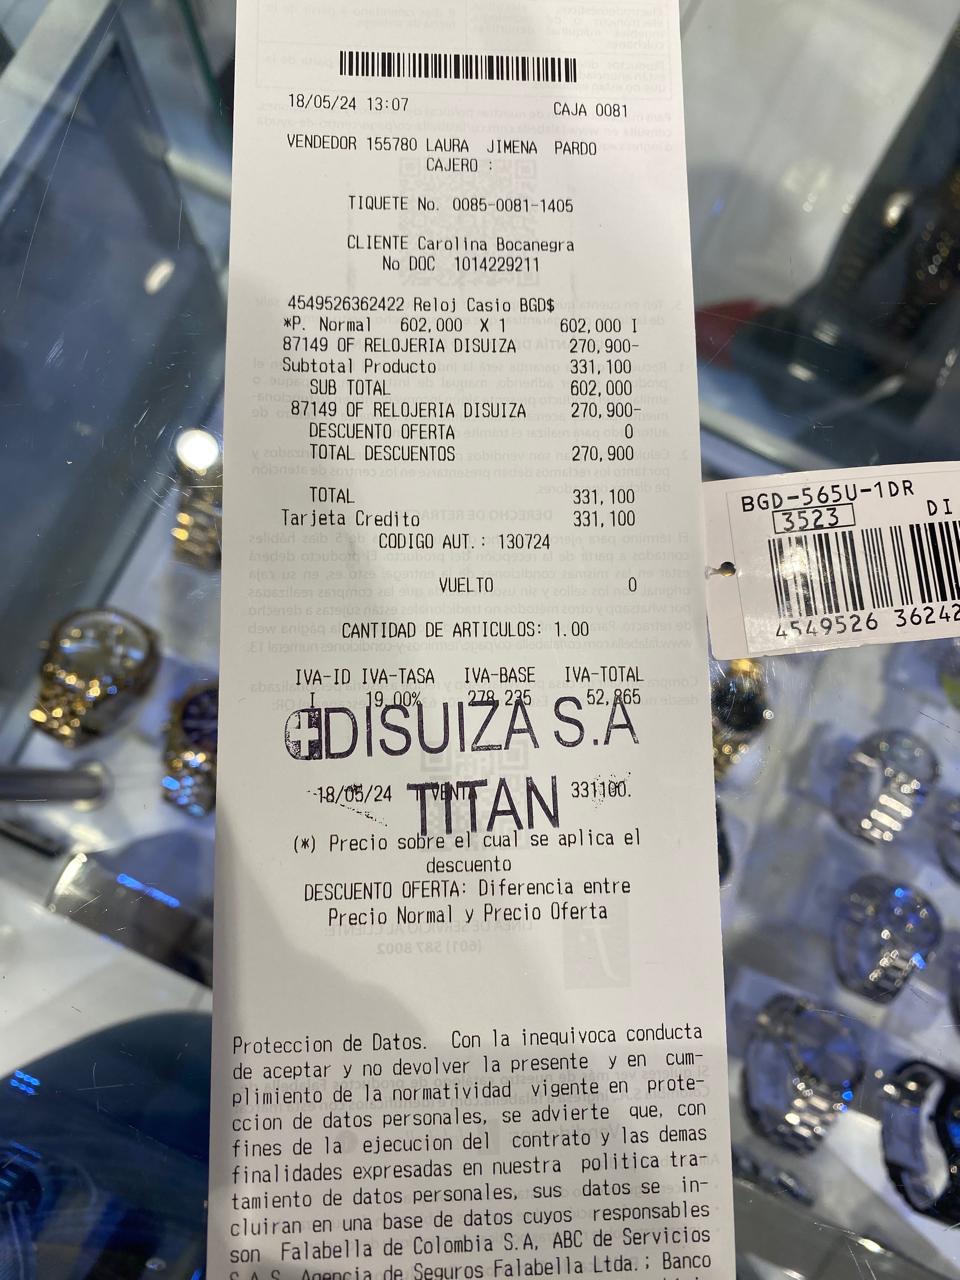 18/05/24 13:07 CAJA 0081
VENDEDOR 155780 LAURA JIMENA PARDO
CAJERO :
TIQUETE No. 0085-0081-1405
CLIENTE Carolina Bocanegra
No DOC 1014229211
4549526362422 Reloj Casio BGD$
*P. Normal 602,000 X 1 602,000 I
87149 OF RELOJERIA DISUIZA 270,900-
Subtotal Producto 331,100
SUB TOTAL 602,000
87149 OF RELOJERIA DISUIZA 270,900-
DESCUENTO OFERTA 0
TOTAL DESCUENTOS 270,900
TOTAL 331,100
Tarjeta Credito 331,100
CODIGO AUT.: 130724
VUELTO 0
CANTIDAD DE ARTICULOS: 1.00
IVA-ID IVA-TASA IVA-BASE IVA-TOTAL
I 19.00% 278,235 52,865
DISUIZA S.A
18/05/24 VENT 331100.
TITAN
(*) Precio sobre el cual se aplica el
descuento
DESCUENTO OFERTA: Diferencia entre
Precio Normal y Precio Oferta
Proteccion de Datos. Con la inequivoca conducta
de aceptar y no devolver la presente y en cum-
plimiento de la normatividad vigente en prote-
ccion de datos personales, se advierte que, con
fines de la ejecucion del contrato y las demas
finalidades expresadas en nuestra politica tra-
tamiento de datos personales, sus datos se in-
cluiran en una base de datos cuyos responsables
son Falabella de Colombia S.A, ABC de Servicios
S.A.S, Agencia de Seguros Falabella Ltda.; Banco
BGD-565U-1DR
3523 DI
4549526 36242